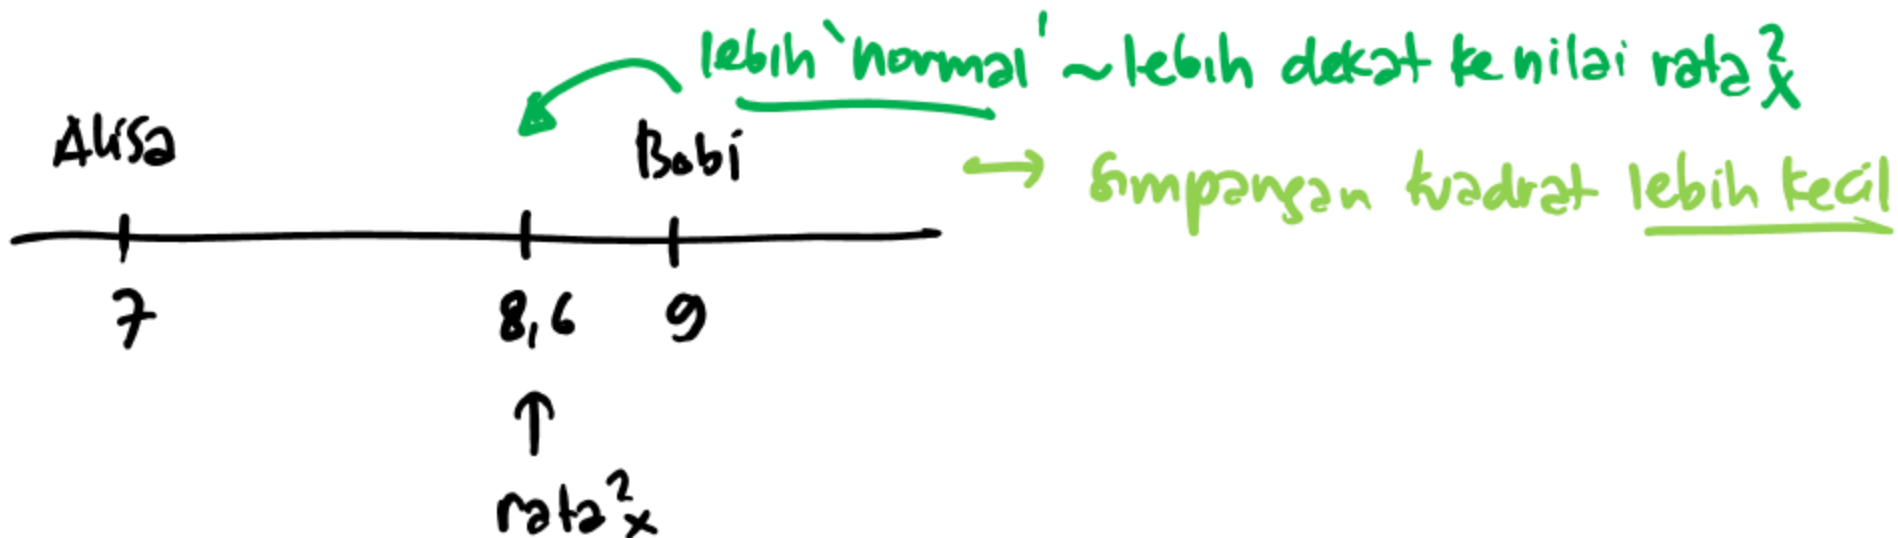 lebih 'normal' ~ lebih dekat ke nilai rata²x
Alisa Bobi
→ simpangan kuadrat lebih kecil
7 8,6 9
↑
rata²x